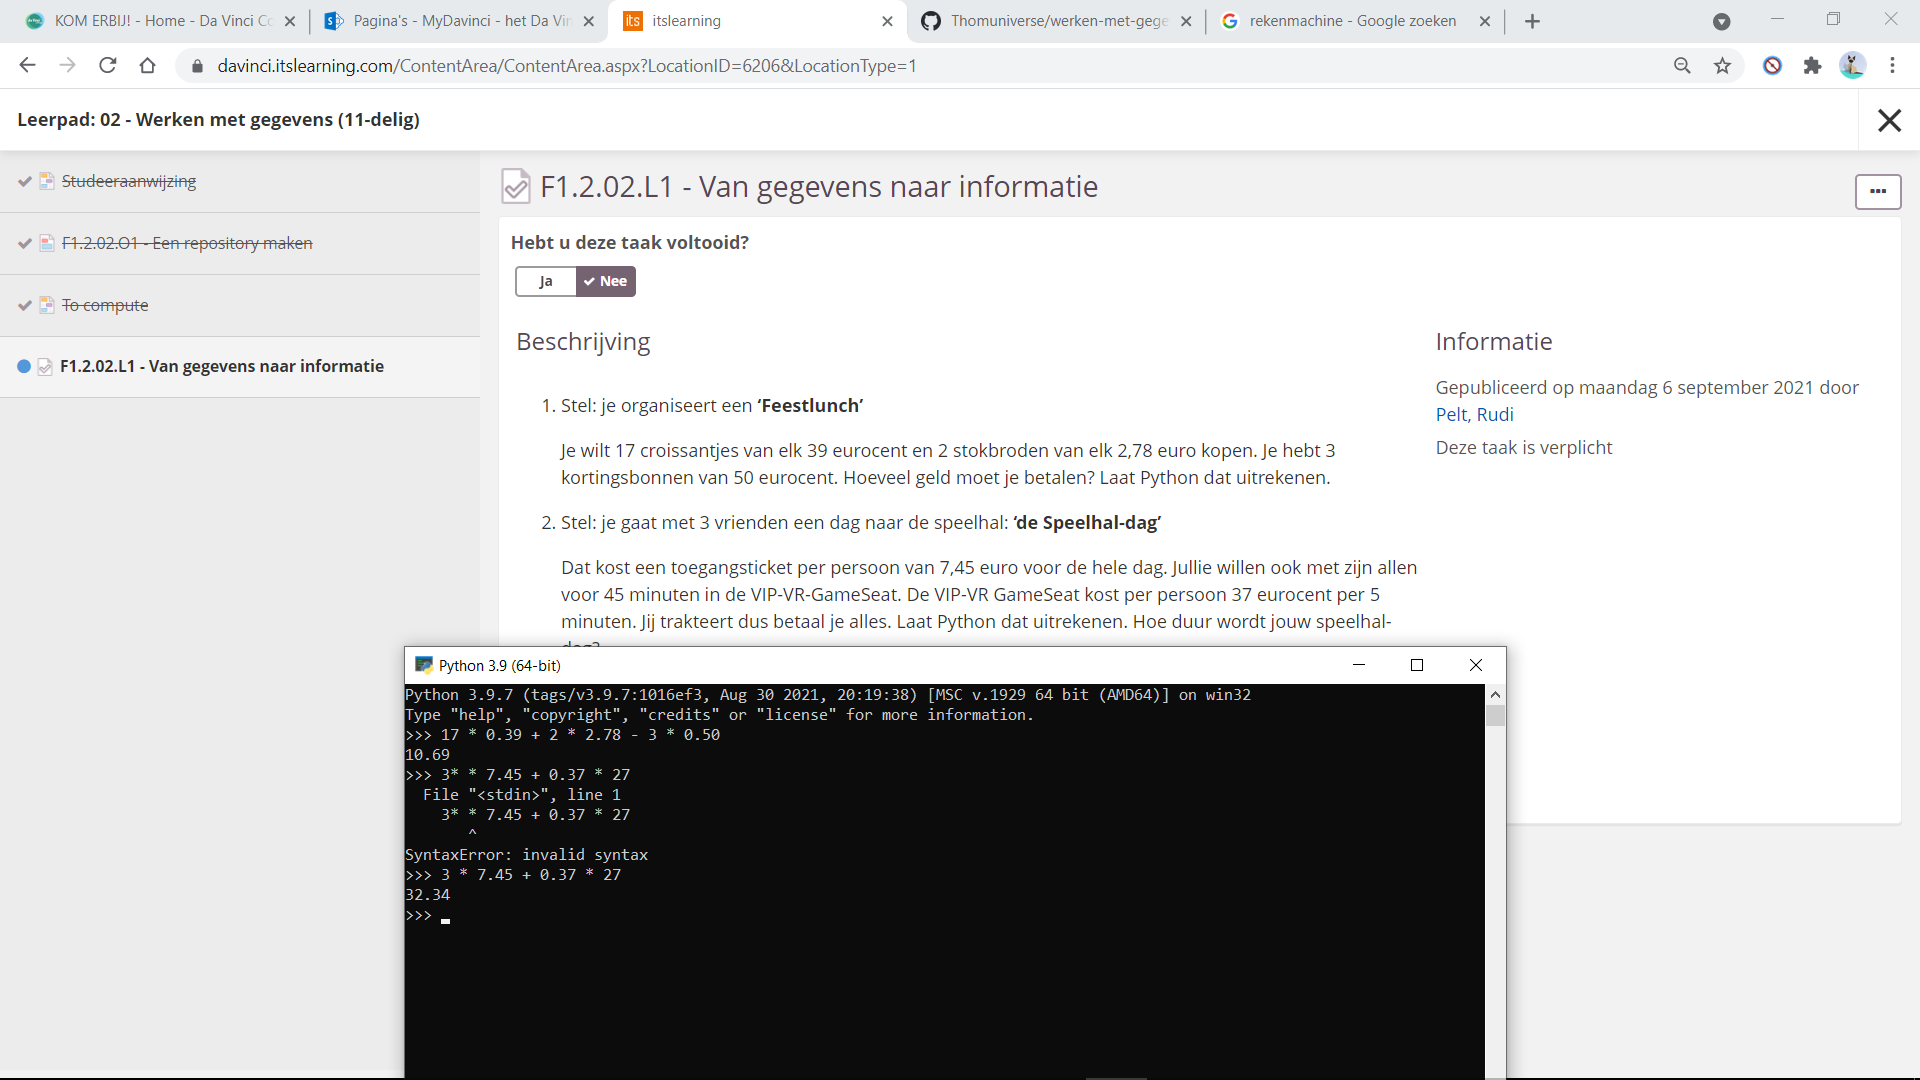 KOM ERBIJ! - Home - Da Vinci Co
Pagina's - MyDavinci - het Da Vin
its itslearning
Thomuniverse/werken-met-gege
rekenmachine - Google zoeken
davinci.itslearning.com/ContentArea/ContentArea.aspx?LocationID=6206&LocationType=1
Leerpad: 02 - Werken met gegevens (11-delig)
Studeeraanwijzing
F1.2.02.O1 - Een repository maken
To compute
F1.2.02.L1 - Van gegevens naar informatie
F1.2.02.L1 - Van gegevens naar informatie
Hebt u deze taak voltooid?
Ja Nee
Beschrijving
1. Stel: je organiseert een ‘Feestlunch’
Je wilt 17 croissantjes van elk 39 eurocent en 2 stokbroden van elk 2,78 euro kopen. Je hebt 3
kortingsbonnen van 50 eurocent. Hoeveel geld moet je betalen? Laat Python dat uitrekenen.
2. Stel: je gaat met 3 vrienden een dag naar de speelhal: ‘de Speelhal-dag’
Dat kost een toegangsticket per persoon van 7,45 euro voor de hele dag. Jullie willen ook met zijn allen
voor 45 minuten in de VIP-VR-GameSeat. De VIP-VR GameSeat kost per persoon 37 eurocent per 5
minuten. Jij trakteert dus betaal je alles. Laat Python dat uitrekenen. Hoe duur wordt jouw speelhal-
dag?
Informatie
Gepubliceerd op maandag 6 september 2021 door
Pelt, Rudi
Deze taak is verplicht
Python 3.9 (64-bit)
Python 3.9.7 (tags/v3.9.7:1016ef3, Aug 30 2021, 20:19:38) [MSC v.1929 64 bit (AMD64)] on win32
Type "help", "copyright", "credits" or "license" for more information.
>>> 17 * 0.39 + 2 * 2.78 - 3 * 0.50
10.69
>>> 3* * 7.45 + 0.37 * 27
File "<stdin>", line 1
3* * 7.45 + 0.37 * 27
^
SyntaxError: invalid syntax
>>> 3 * 7.45 + 0.37 * 27
32.34
>>>